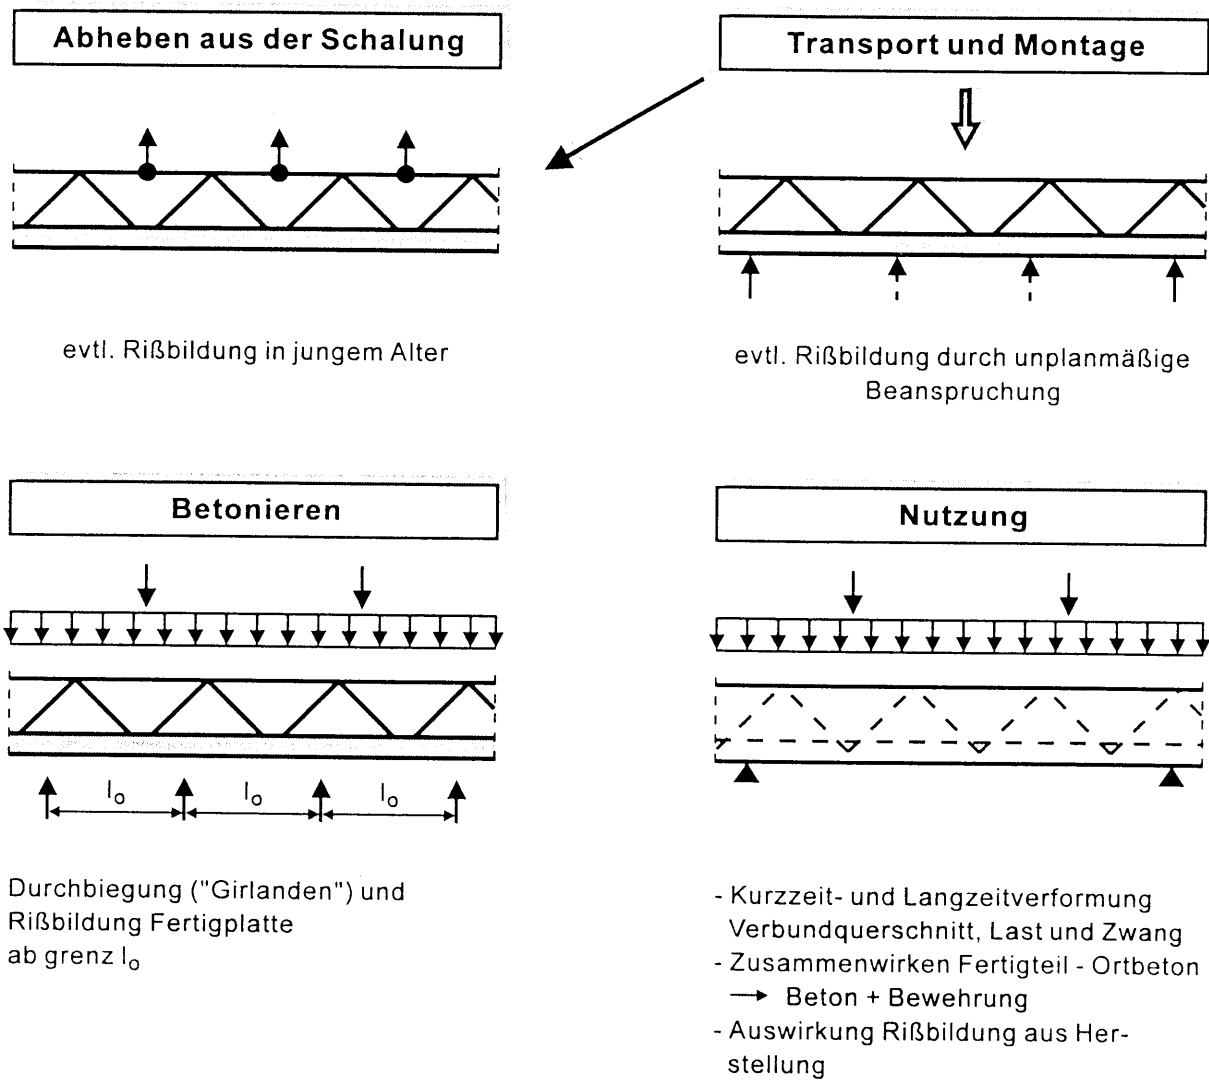 Abheben aus der Schalung
evtl. Rißbildung in jungem Alter
Transport und Montage
evtl. Rißbildung durch unplanmäßige
Beanspruchung
Betonieren
lo lo lo
Durchbiegung ("Girlanden") und
Rißbildung Fertigplatte
ab grenz lo
Nutzung
- Kurzzeit- und Langzeitverformung
Verbundquerschnitt, Last und Zwang
- Zusammenwirken Fertigteil - Ortbeton
→ Beton + Bewehrung
- Auswirkung Rißbildung aus Her-
stellung